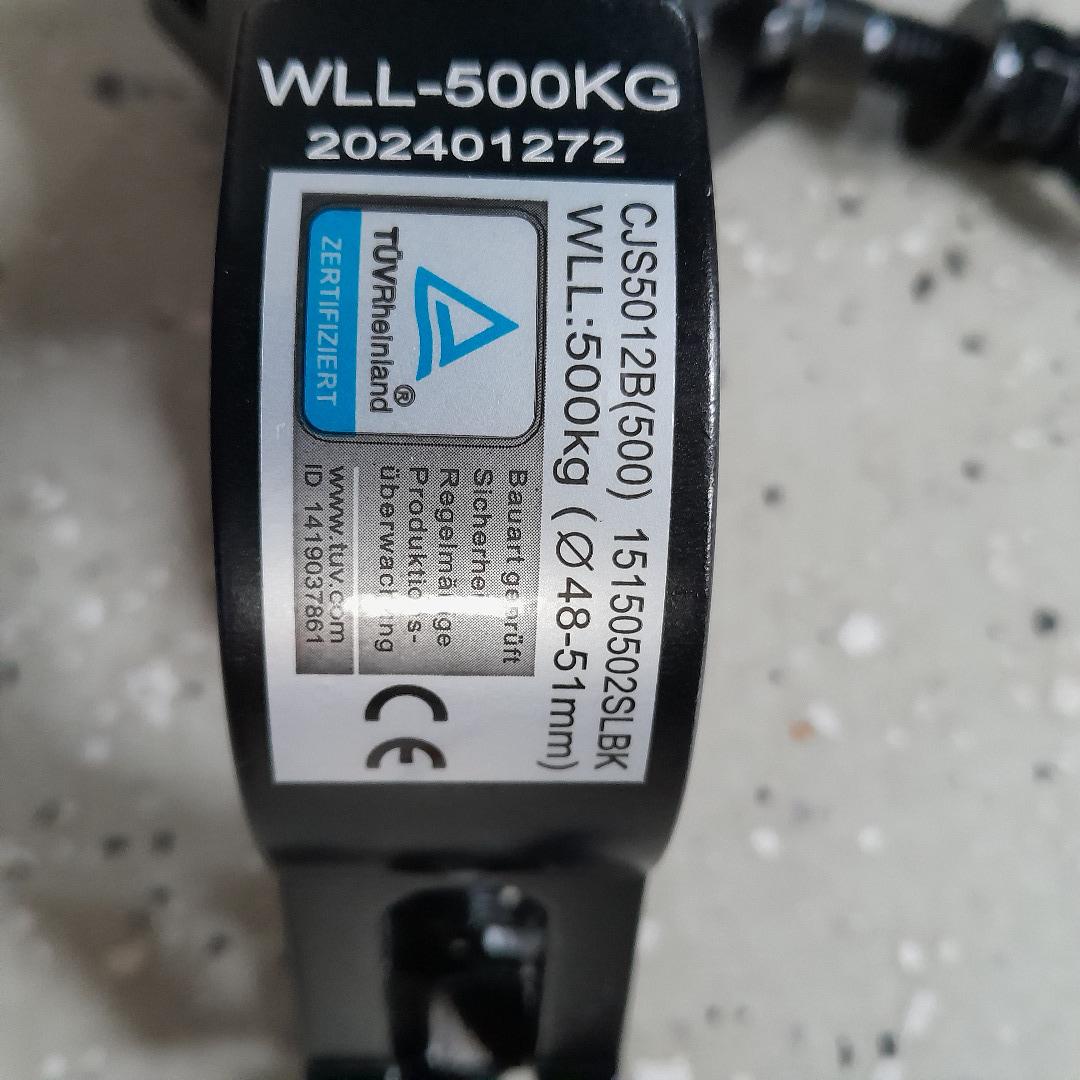 WLL-500KG
202401272
CJS5012B(500) 15150502SLBK
WLL:500kg (Ø48-51mm)
TÜVRheinland®
ZERTIFIZIERT
Bauart geprüft
Regelmäßige
Produktions-
überwachung
www.tuv.com
ID 1419037861
CE